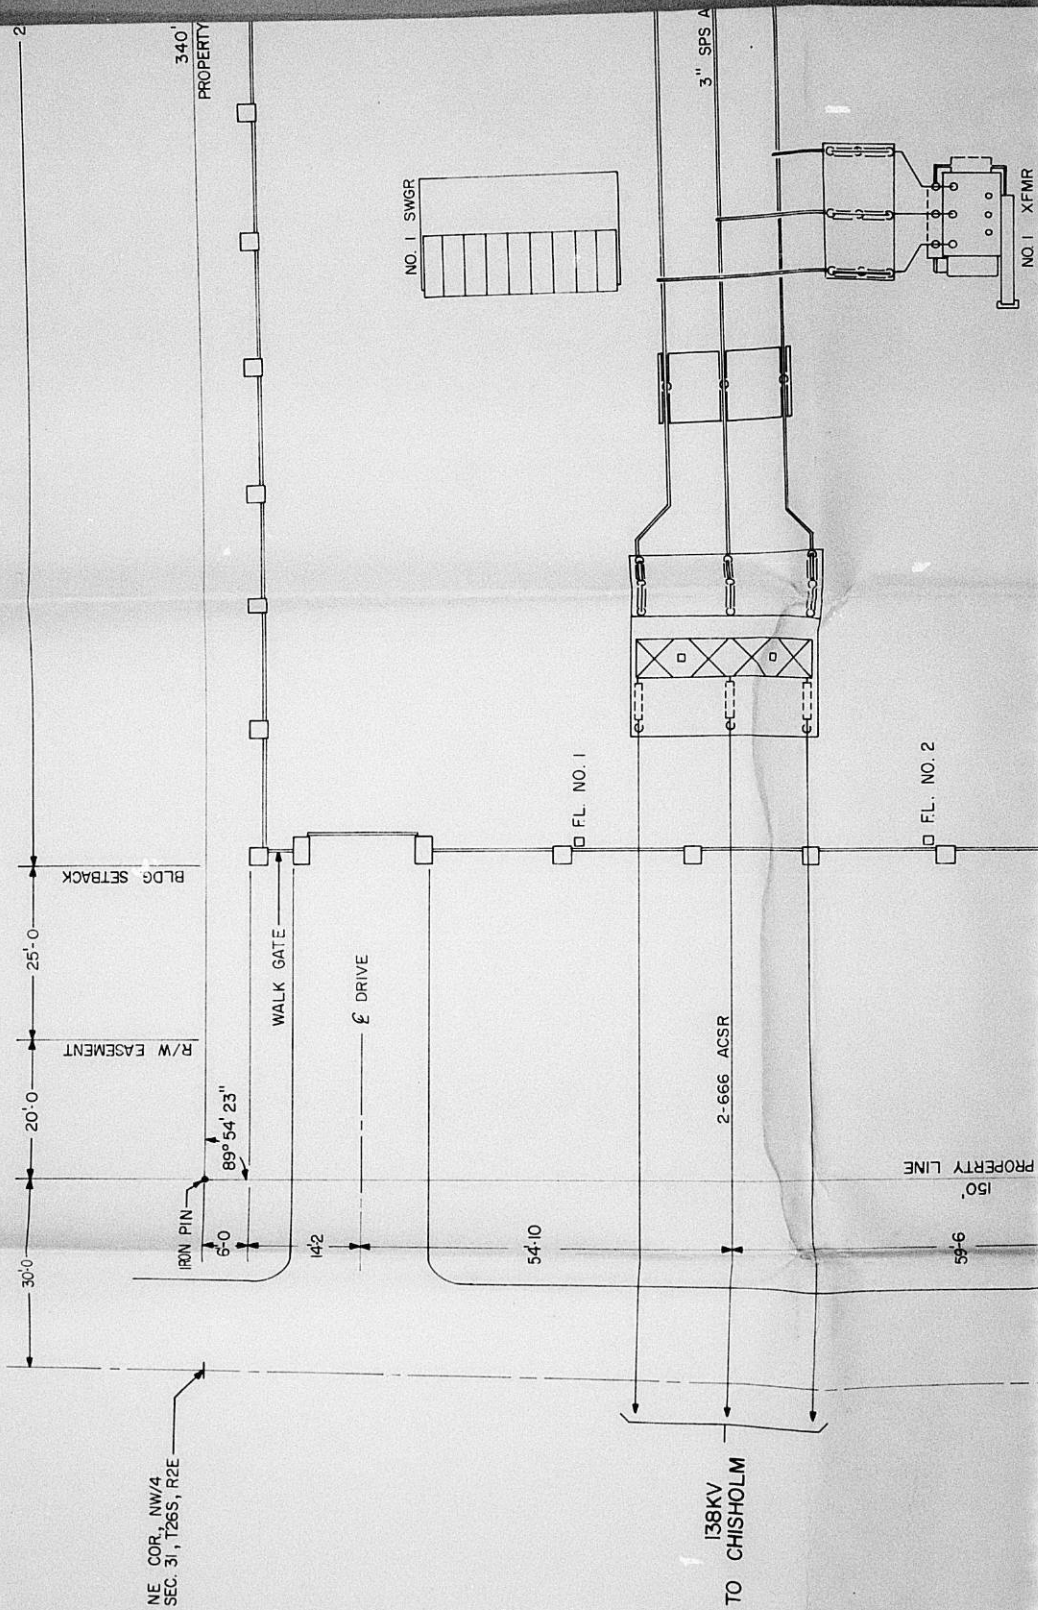 2
340'
PROPERTY
3" SPS A
NO. 1 SWGR
NO. 1 XFMR
BLDG SETBACK
25'-0
WALK GATE
F.L. NO. 1
F.L. NO. 2
℄ DRIVE
R/W EASEMENT
20'-0
2-666 ACSR
89° 54' 23"
PROPERTY LINE
150'
IRON PIN
6'-0
14'-2
54'-10
59'-6
30'-0
NE COR., NW/4
SEC. 31, T26S, R2E
138KV
TO CHISHOLM